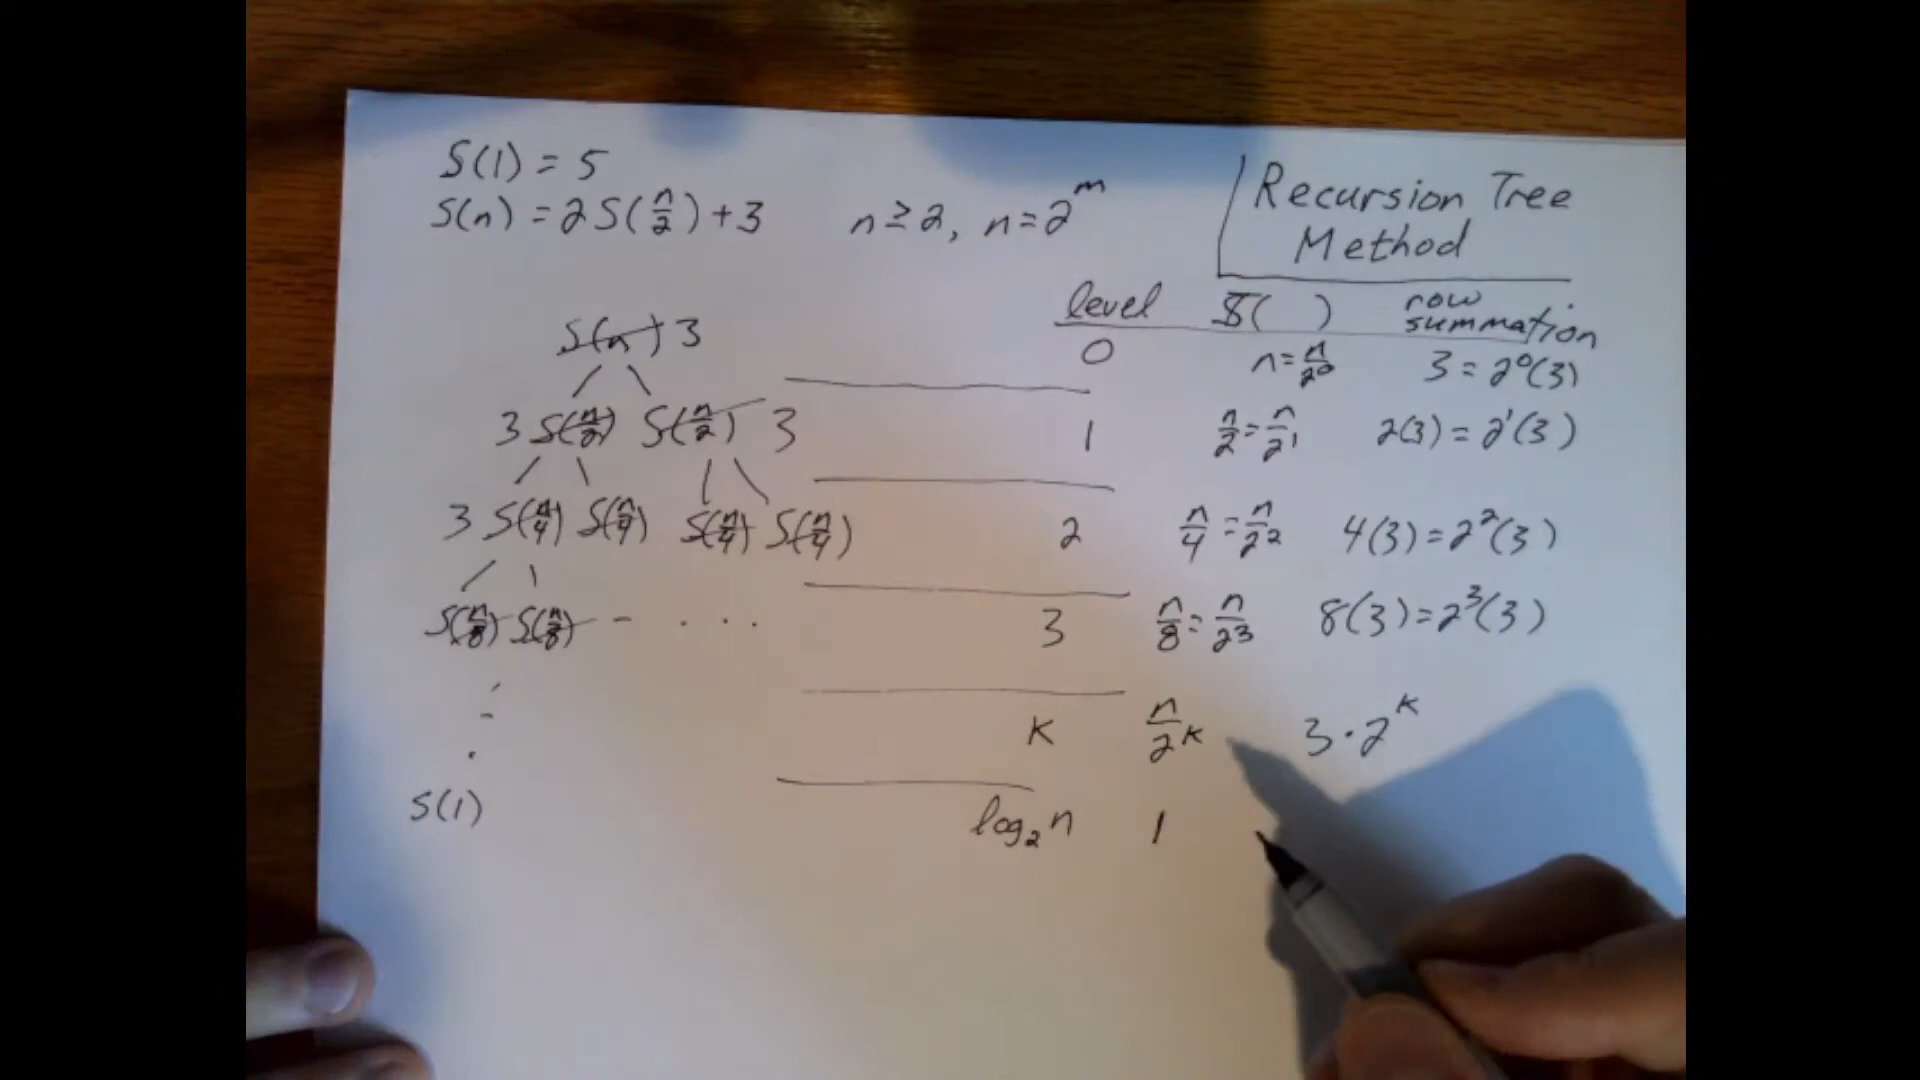 S(1) = 5
S(n) = 2S(n/2) + 3 n ≥ 2, n = 2^m
Recursion Tree
Method
level S( ) row summation
S(n) 3 0 n = n/2^0 3 = 2^0(3)
3 S(n/2) S(n/2) 3 1 n/2 = n/2^1 2(3) = 2^1(3)
3 S(n/4) S(n/4) S(n/4) S(n/4) 2 n/4 = n/2^2 4(3) = 2^2(3)
S(n/8) S(n/8) - . . . 3 n/8 = n/2^3 8(3) = 2^3(3)
K n/2^K 3 · 2^K
S(1) log₂ n 1